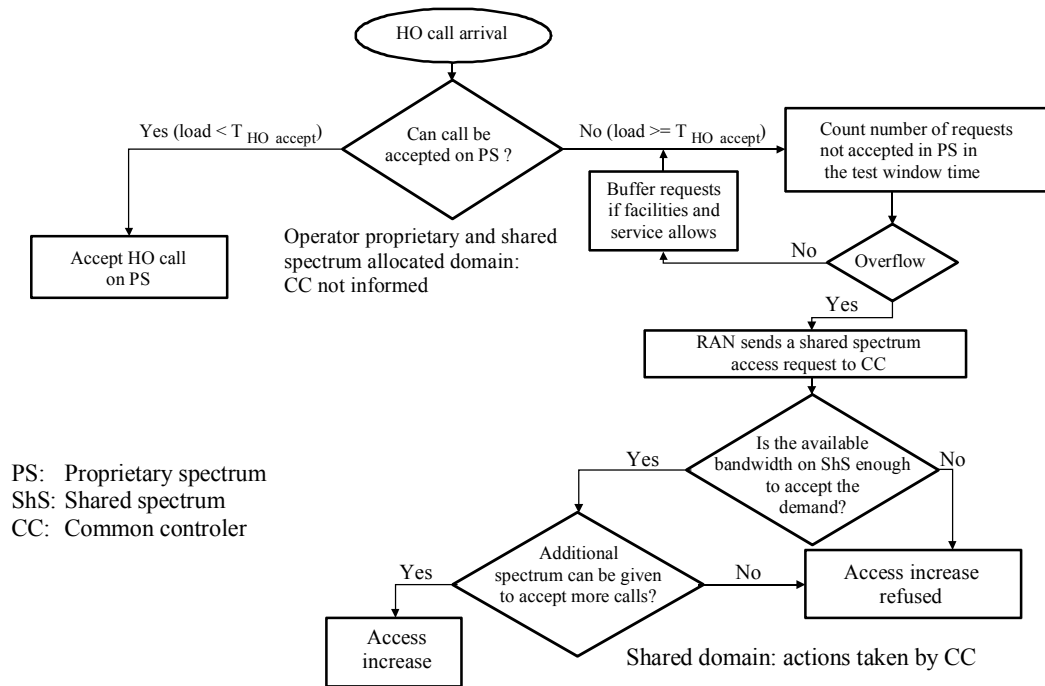 HO call arrival
Yes (load < T HO accept)
Can call be
accepted on PS ?
No (load >= T HO accept)
Count number of requests
not accepted in PS in
the test window time
Buffer requests
if facilities and
service allows
Accept HO call
on PS
Operator proprietary and shared
spectrum allocated domain:
CC not informed
No
Overflow
Yes
RAN sends a shared spectrum
access request to CC
Is the available
bandwidth on ShS enough
to accept the
demand?
Yes
No
PS: Proprietary spectrum
ShS: Shared spectrum
CC: Common controler
Additional
spectrum can be given
to accept more calls?
Yes
No
Access increase
refused
Access
increase
Shared domain: actions taken by CC